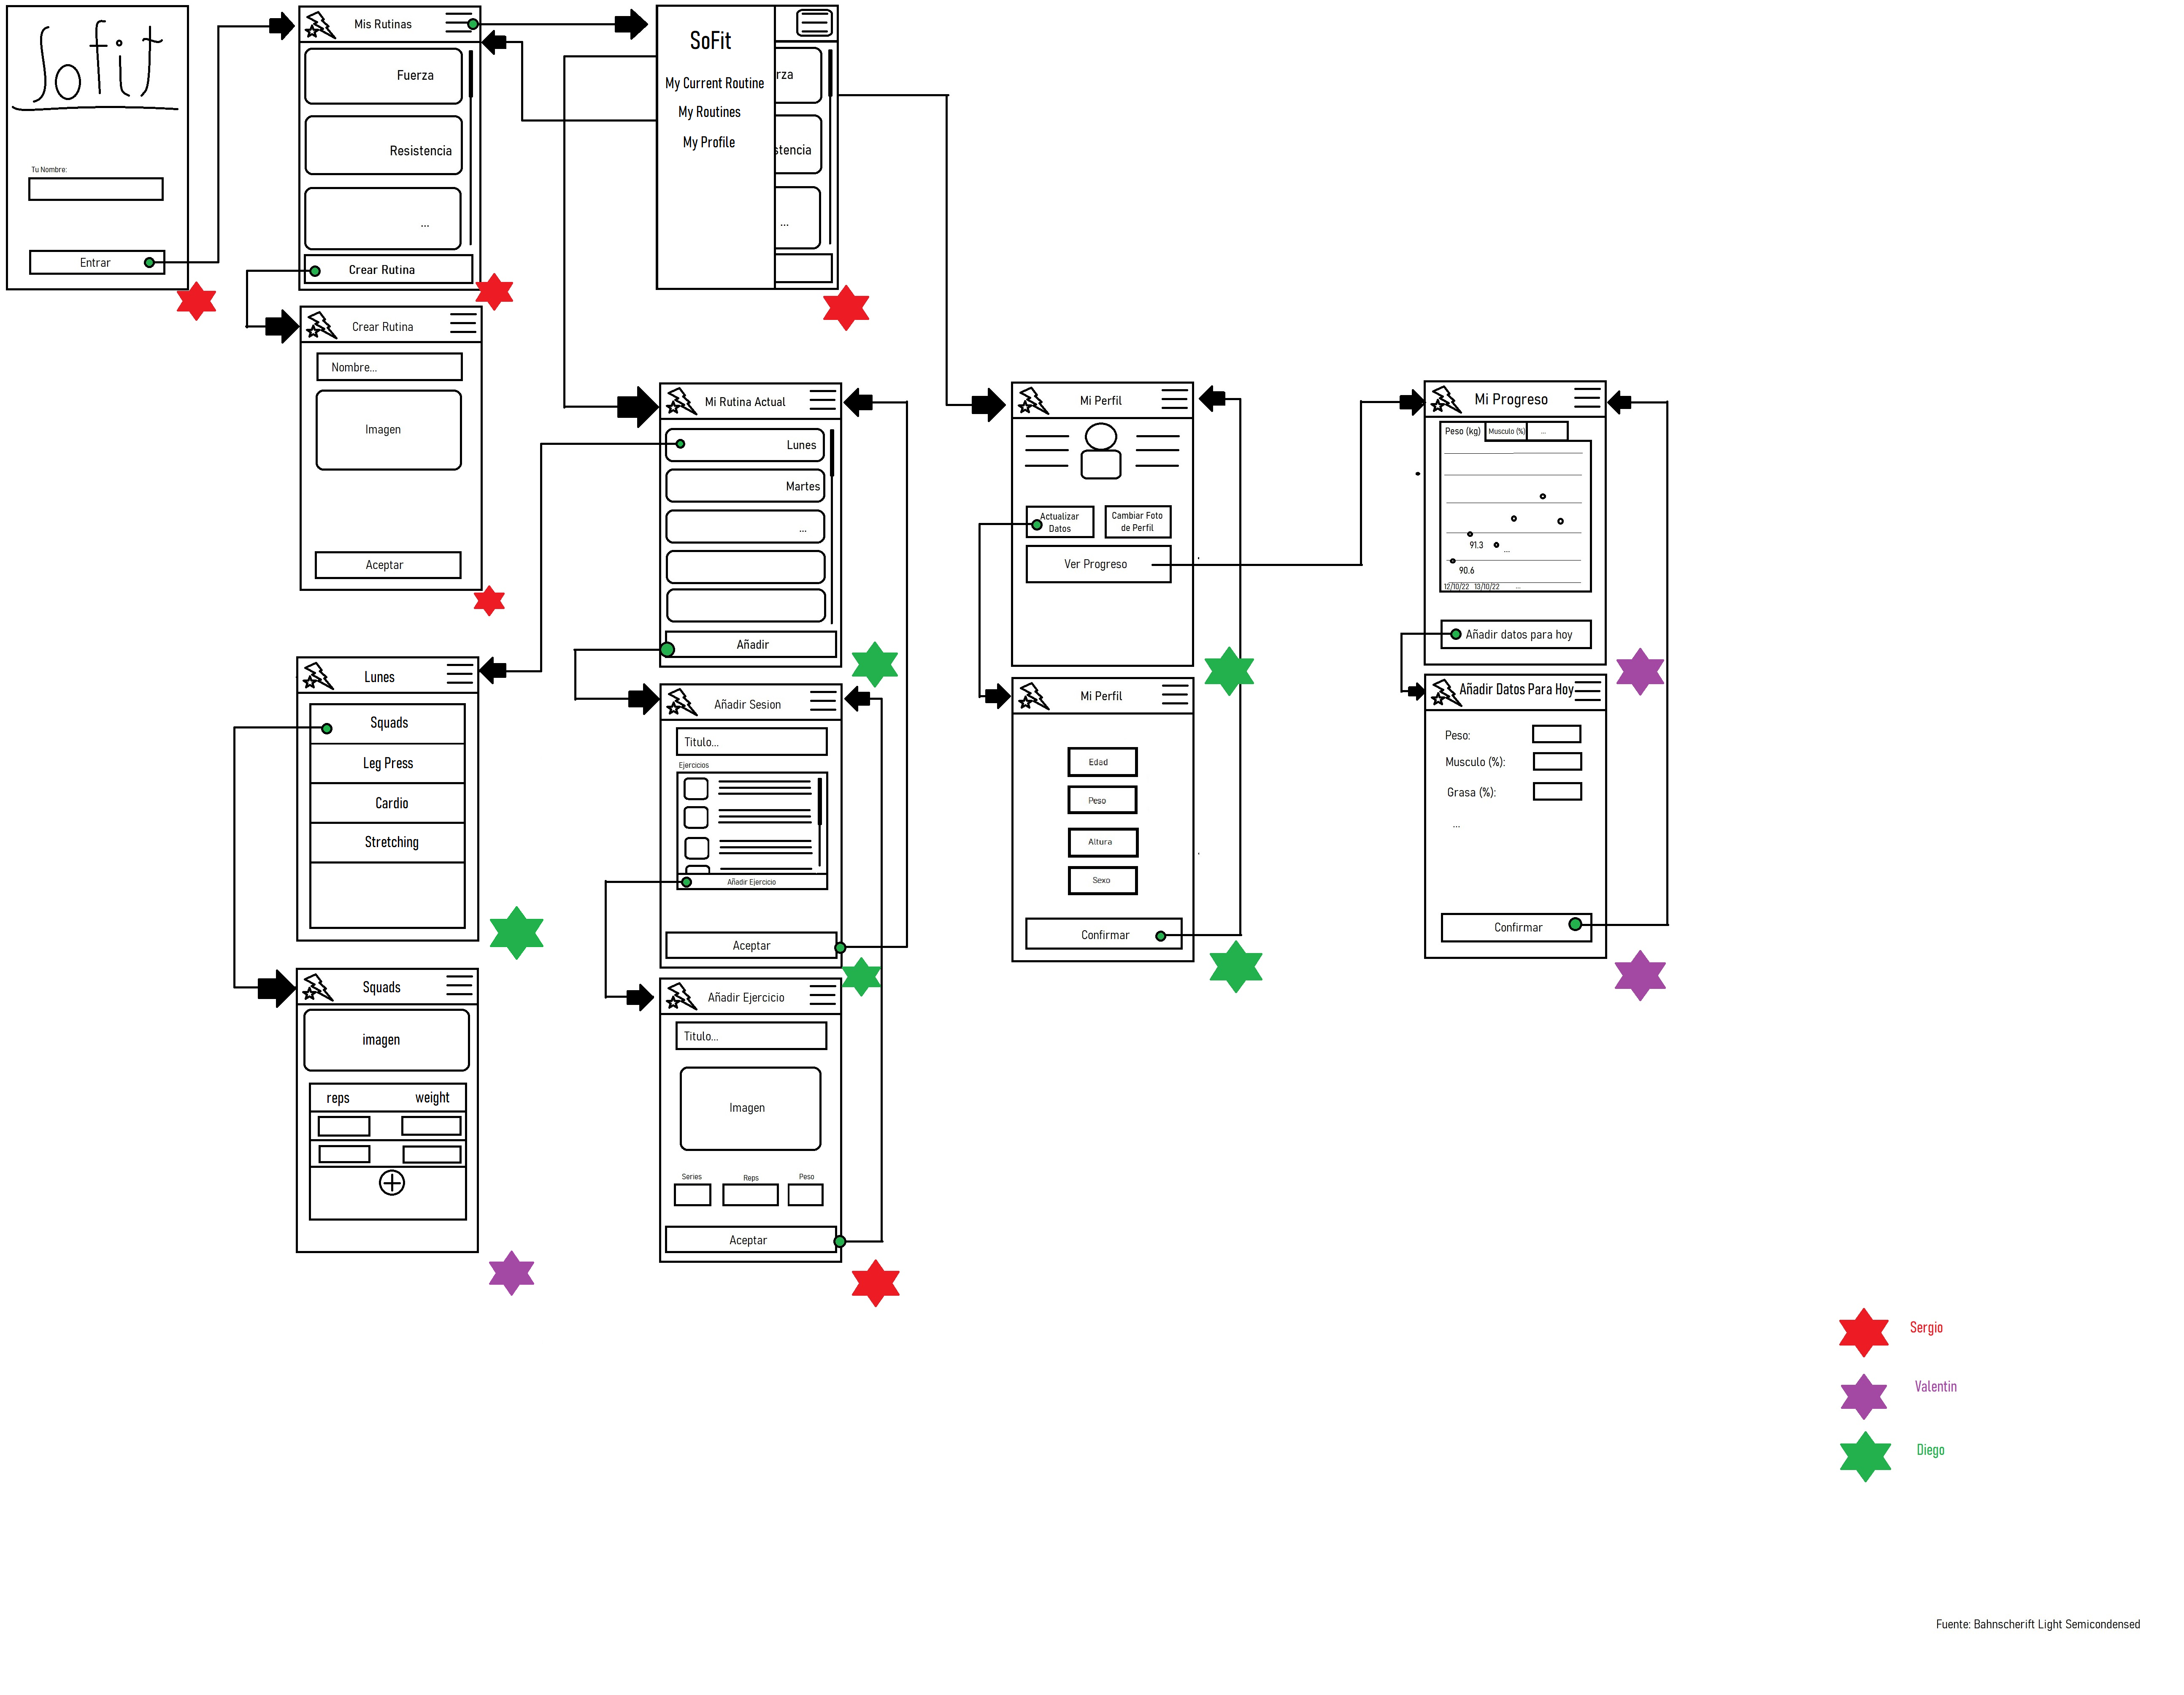 Sofit
Tu Nombre:
Entrar
Mis Rutinas
Fuerza
Resistencia
...
Crear Rutina
SoFit
My Current Routine
My Routines
My Profile
rza
stencia
...
Crear Rutina
Nombre...
Imagen
Aceptar
Mi Rutina Actual
Lunes
Martes
...
Añadir
Mi Perfil
Actualizar
Datos
Cambiar Foto
de Perfil
Ver Progreso
Mi Progreso
Peso (kg) Musculo (%) ...
91.3
...
90.6
12/10/22 13/10/22 ...
Añadir datos para hoy
Lunes
Squads
Leg Press
Cardio
Stretching
Añadir Sesion
Titulo...
Ejercicios
Añadir Ejercicio
Aceptar
Mi Perfil
Edad
Peso
Altura
Sexo
Confirmar
Añadir Datos Para Hoy
Peso:
Musculo (%):
Grasa (%):
...
Confirmar
Squads
imagen
reps weight
Añadir Ejercicio
Titulo...
Imagen
Series Reps Peso
Aceptar
Sergio
Valentin
Diego
Fuente: Bahnscherift Light Semicondensed